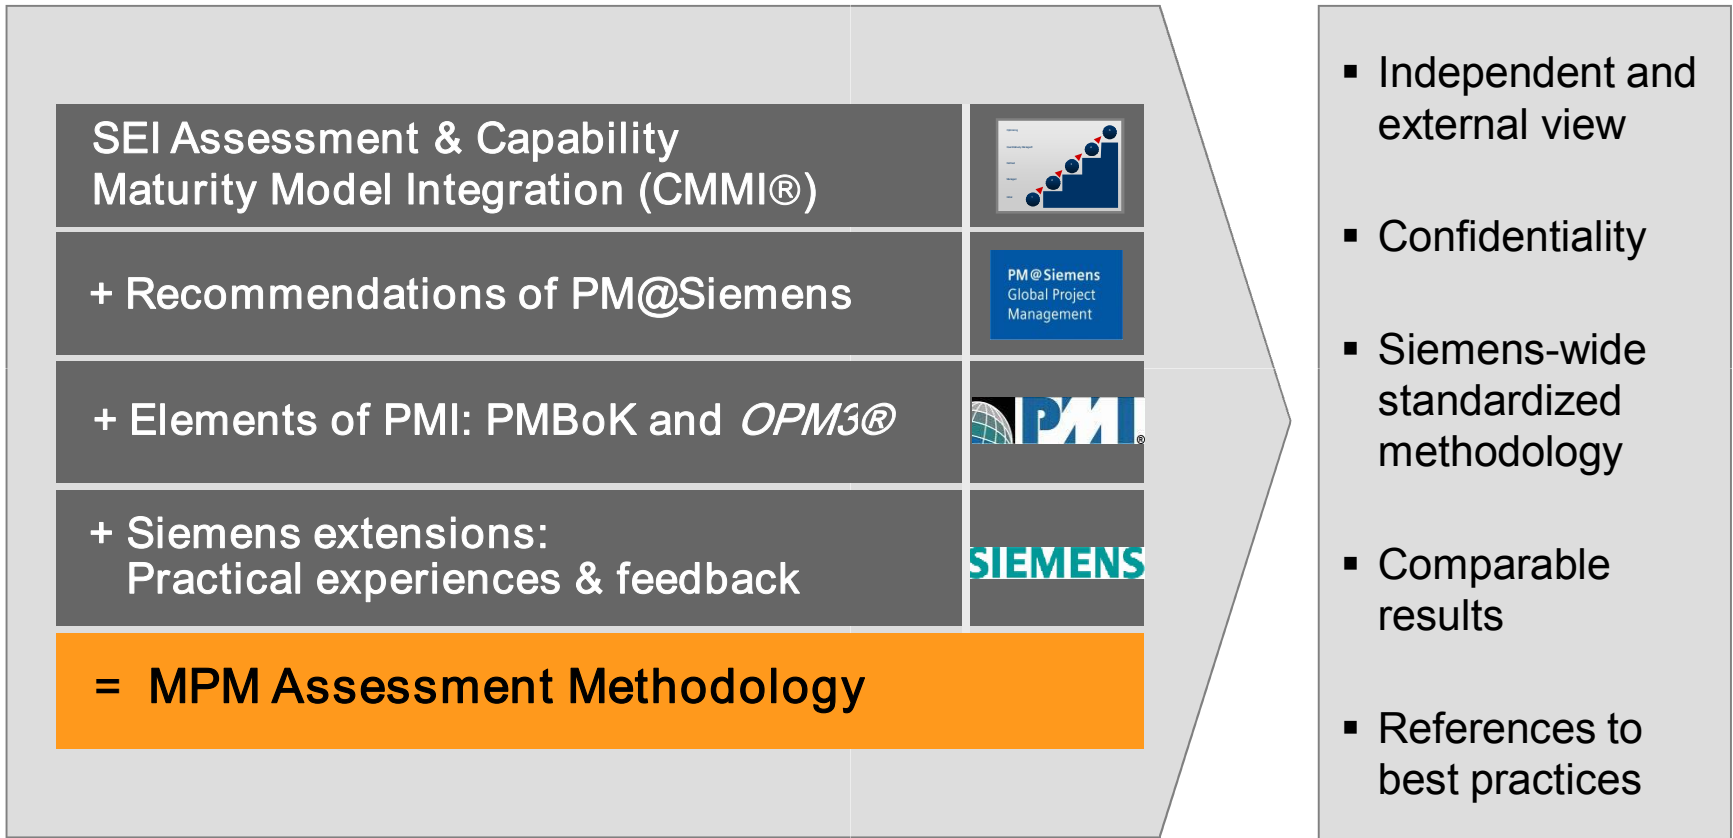 SEI Assessment & Capability
Maturity Model Integration (CMMI®)
+ Recommendations of PM@Siemens
PM@Siemens
Global Project
Management
+ Elements of PMI: PMBoK and OPM3®
PMI®
+ Siemens extensions:
Practical experiences & feedback
SIEMENS
= MPM Assessment Methodology
▪ Independent and
external view
▪ Confidentiality
▪ Siemens-wide
standardized
methodology
▪ Comparable
results
▪ References to
best practices